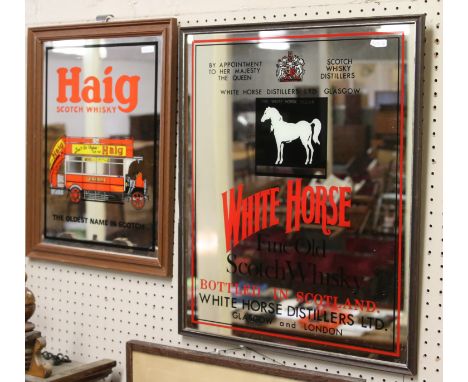 Haig
SCOTCH WHISKY
Haig
THE OLDEST NAME IN SCOTCH
BY APPOINTMENT
TO HER MAJESTY
THE QUEEN
SCOTCH
WHISKY
DISTILLERS
WHITE HORSE DISTILLERS LTD. GLASGOW
WHITE HORSE
Fine Old
Scotch Whisky
BOTTLED IN SCOTLAND.
WHITE HORSE DISTILLERS LTD.
GLASGOW and LONDON